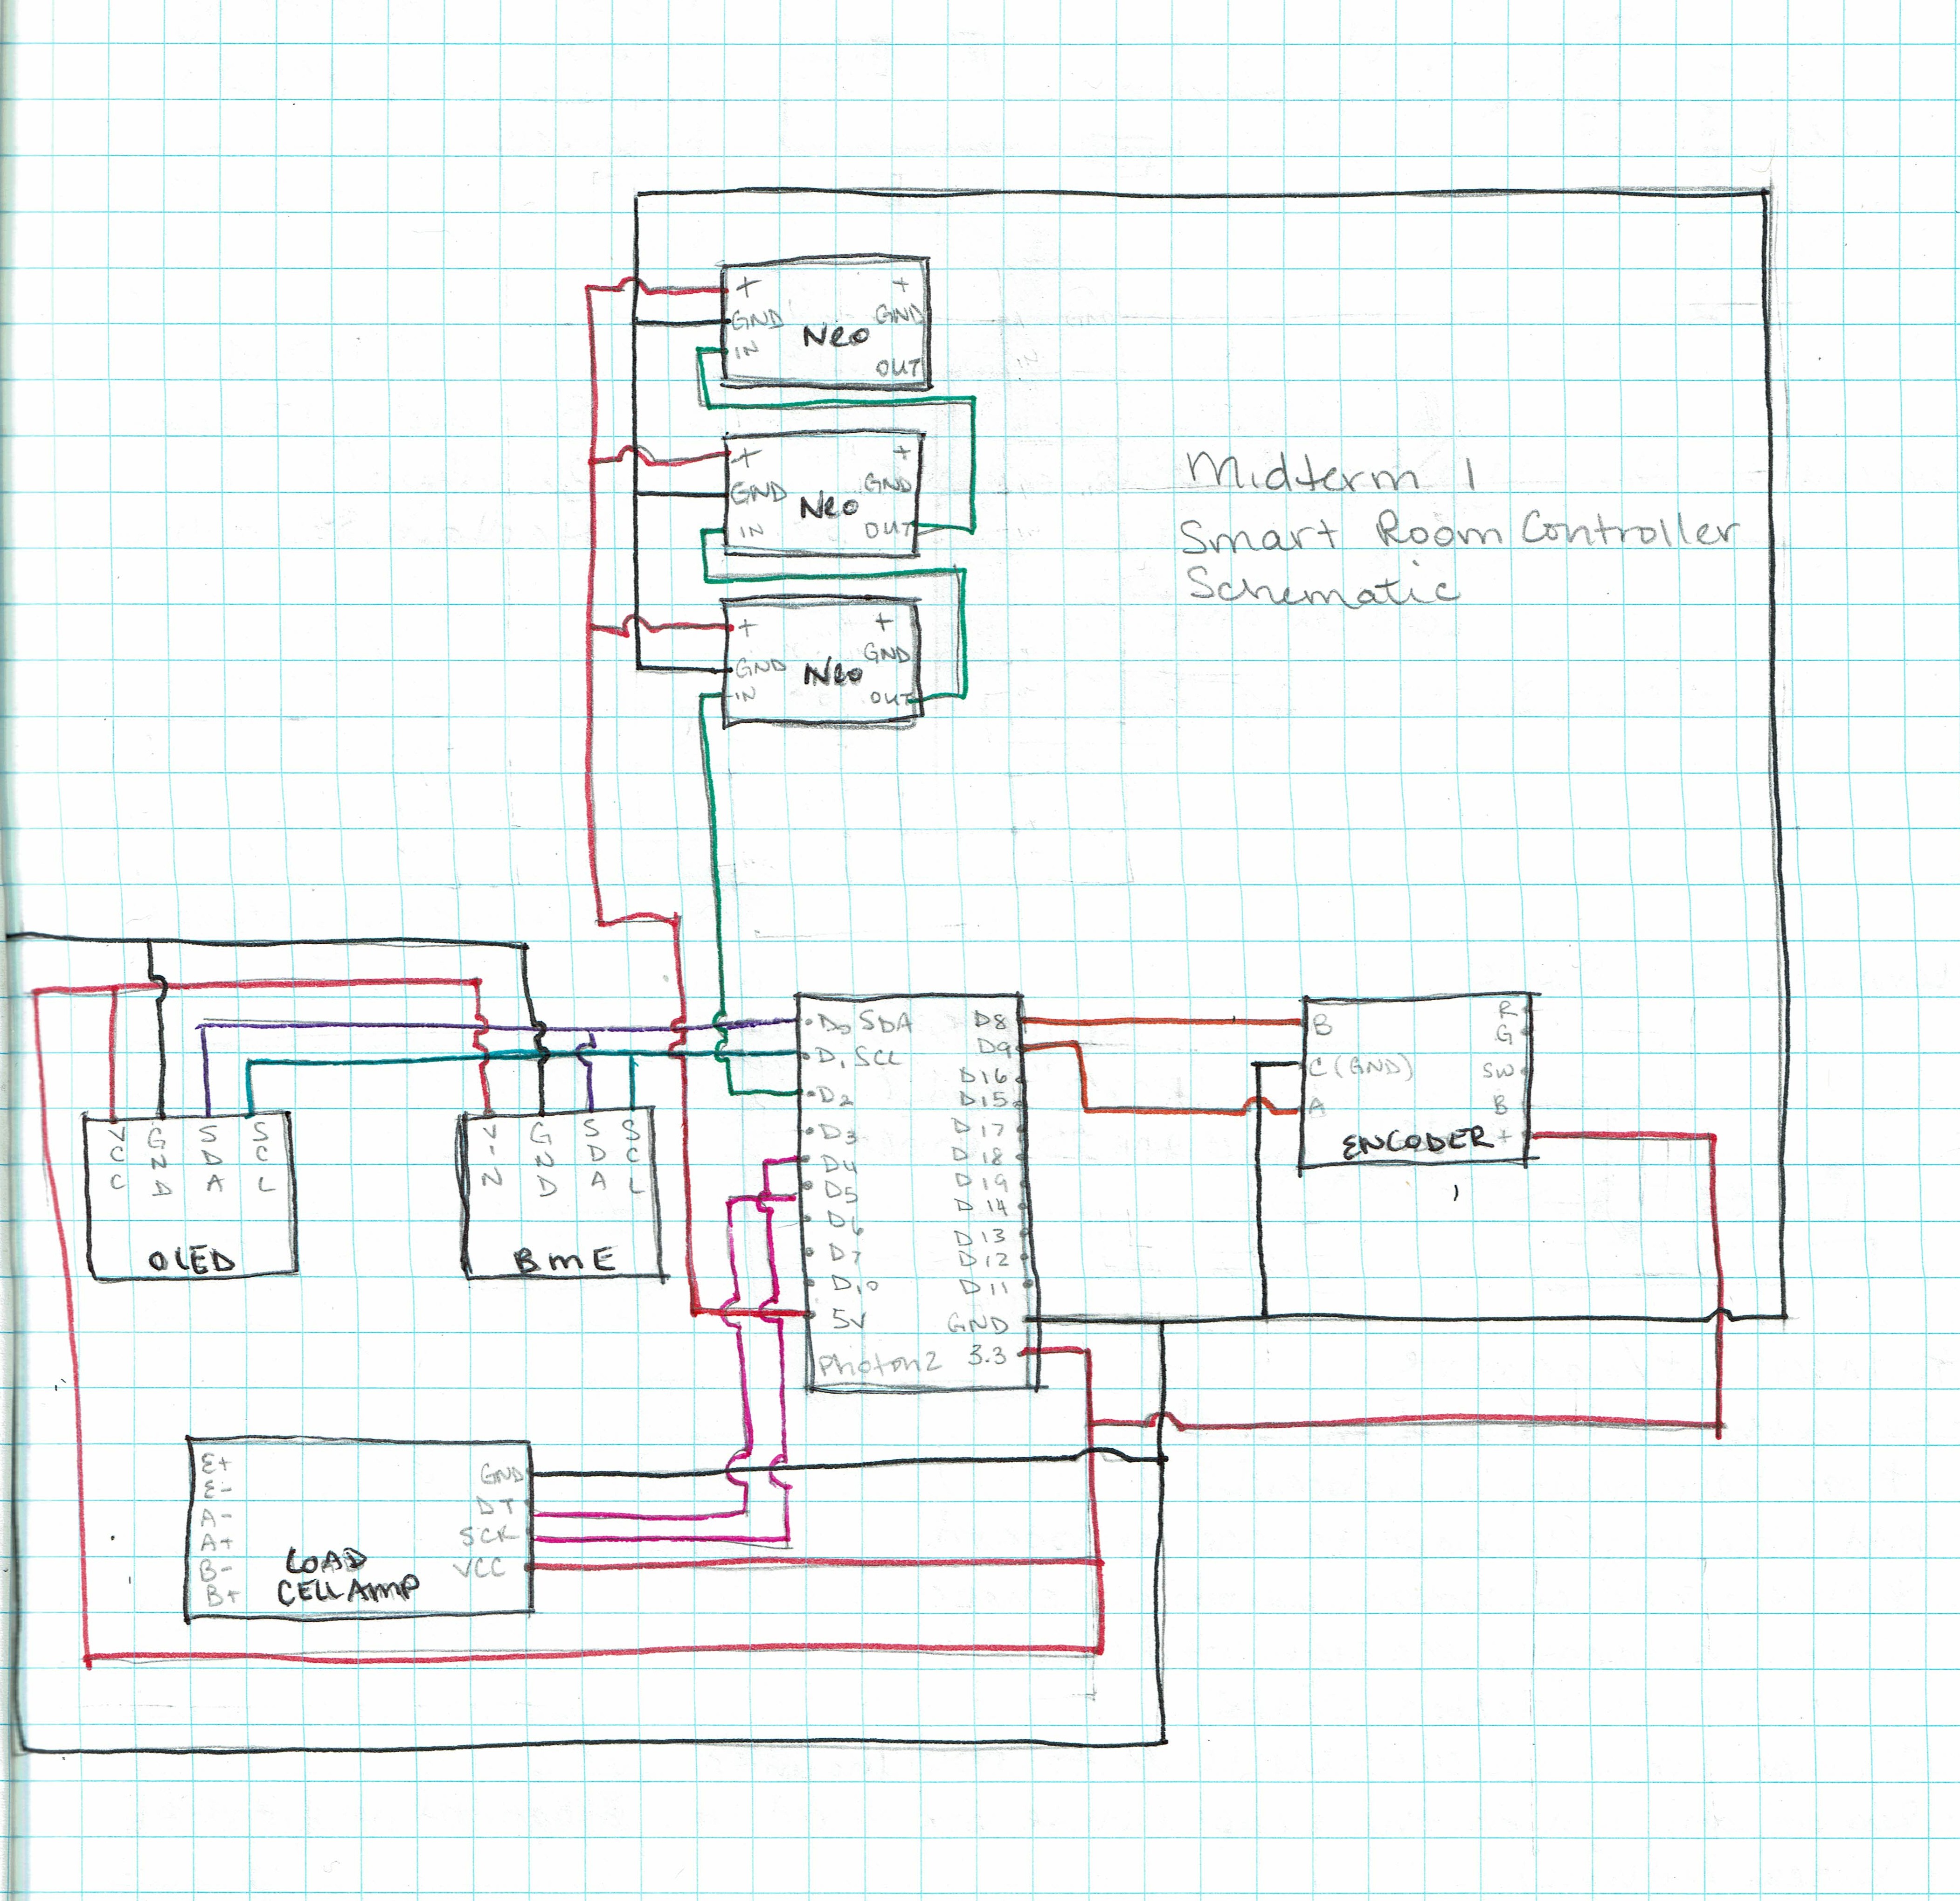 + +
GND GND
Neo
IN
OUT
+ +
GND GND
Neo
IN OUT
+ +
GND GND
Neo
IN OUT
Midterm 1
Smart Room Controller
Schematic
VCC GND SDA SCL
OLED
VIN GND SDA SCL
BME
D0 SDA D8
D1 SCL D9
D16
D2 D15
D3 D17
D4 D18
D5 D19
D6 D14
D7 D13
D12
D10 D11
5V GND
Photon2 3.3
B R
G
C (GND) SW
A B
ENCODER +
E+ GND
E-
A- DT
A+ SCK
B- VCC
B+
LOAD
CELL AMP